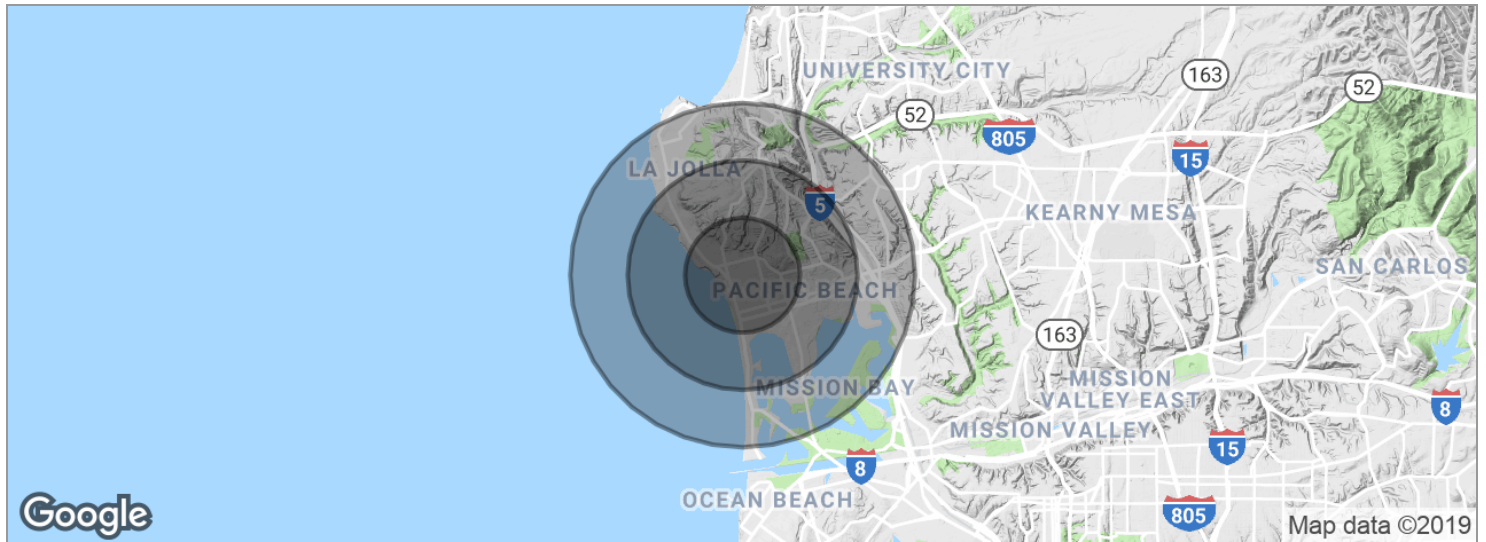 UNIVERSITY CITY
163
52
52
805
15
LA JOLLA
5
KEARNY MESA
SAN CARLOS
PACIFIC BEACH
163
MISSION BAY
MISSION
VALLEY EAST
8
MISSION VALLEY
15
8
OCEAN BEACH
805
Google
Map data ©2019